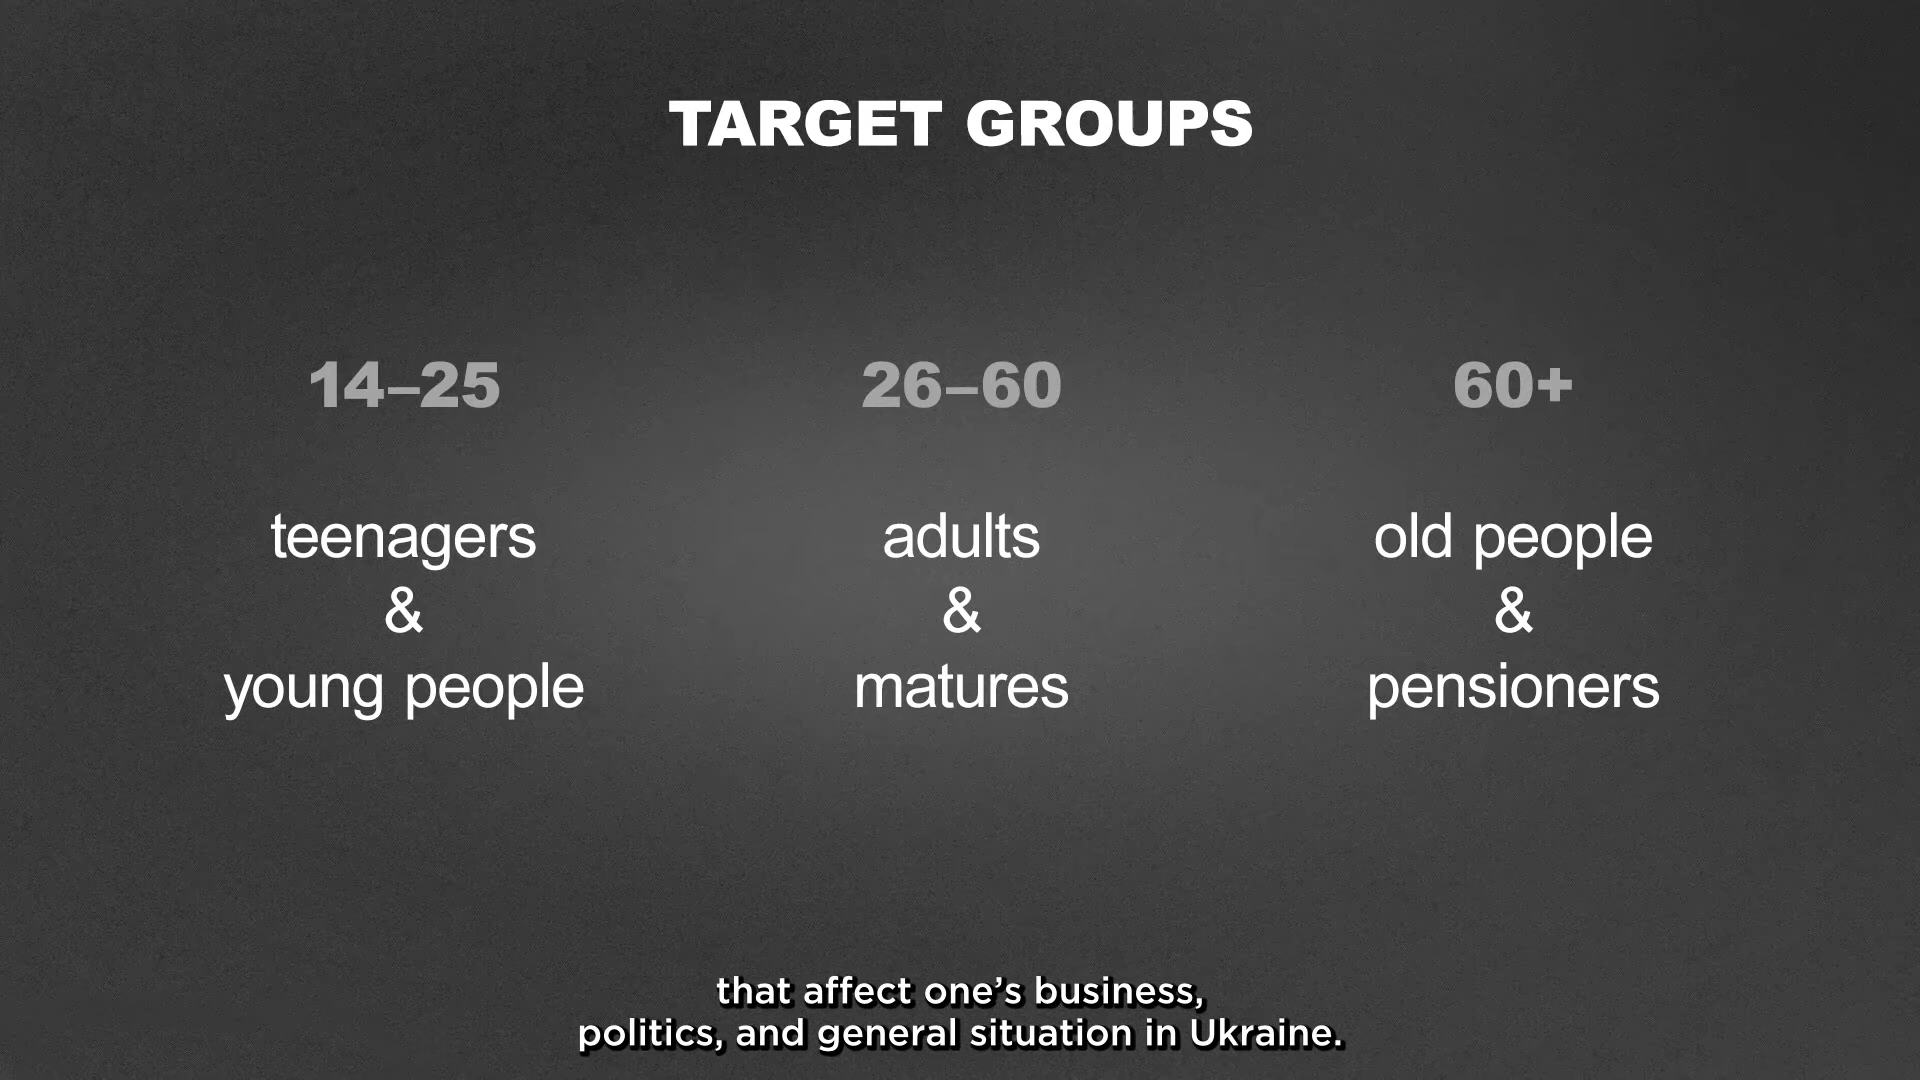 TARGET GROUPS
14–25
teenagers
&
young people
26–60
adults
&
matures
60+
old people
&
pensioners
that affect one’s business,
politics, and general situation in Ukraine.